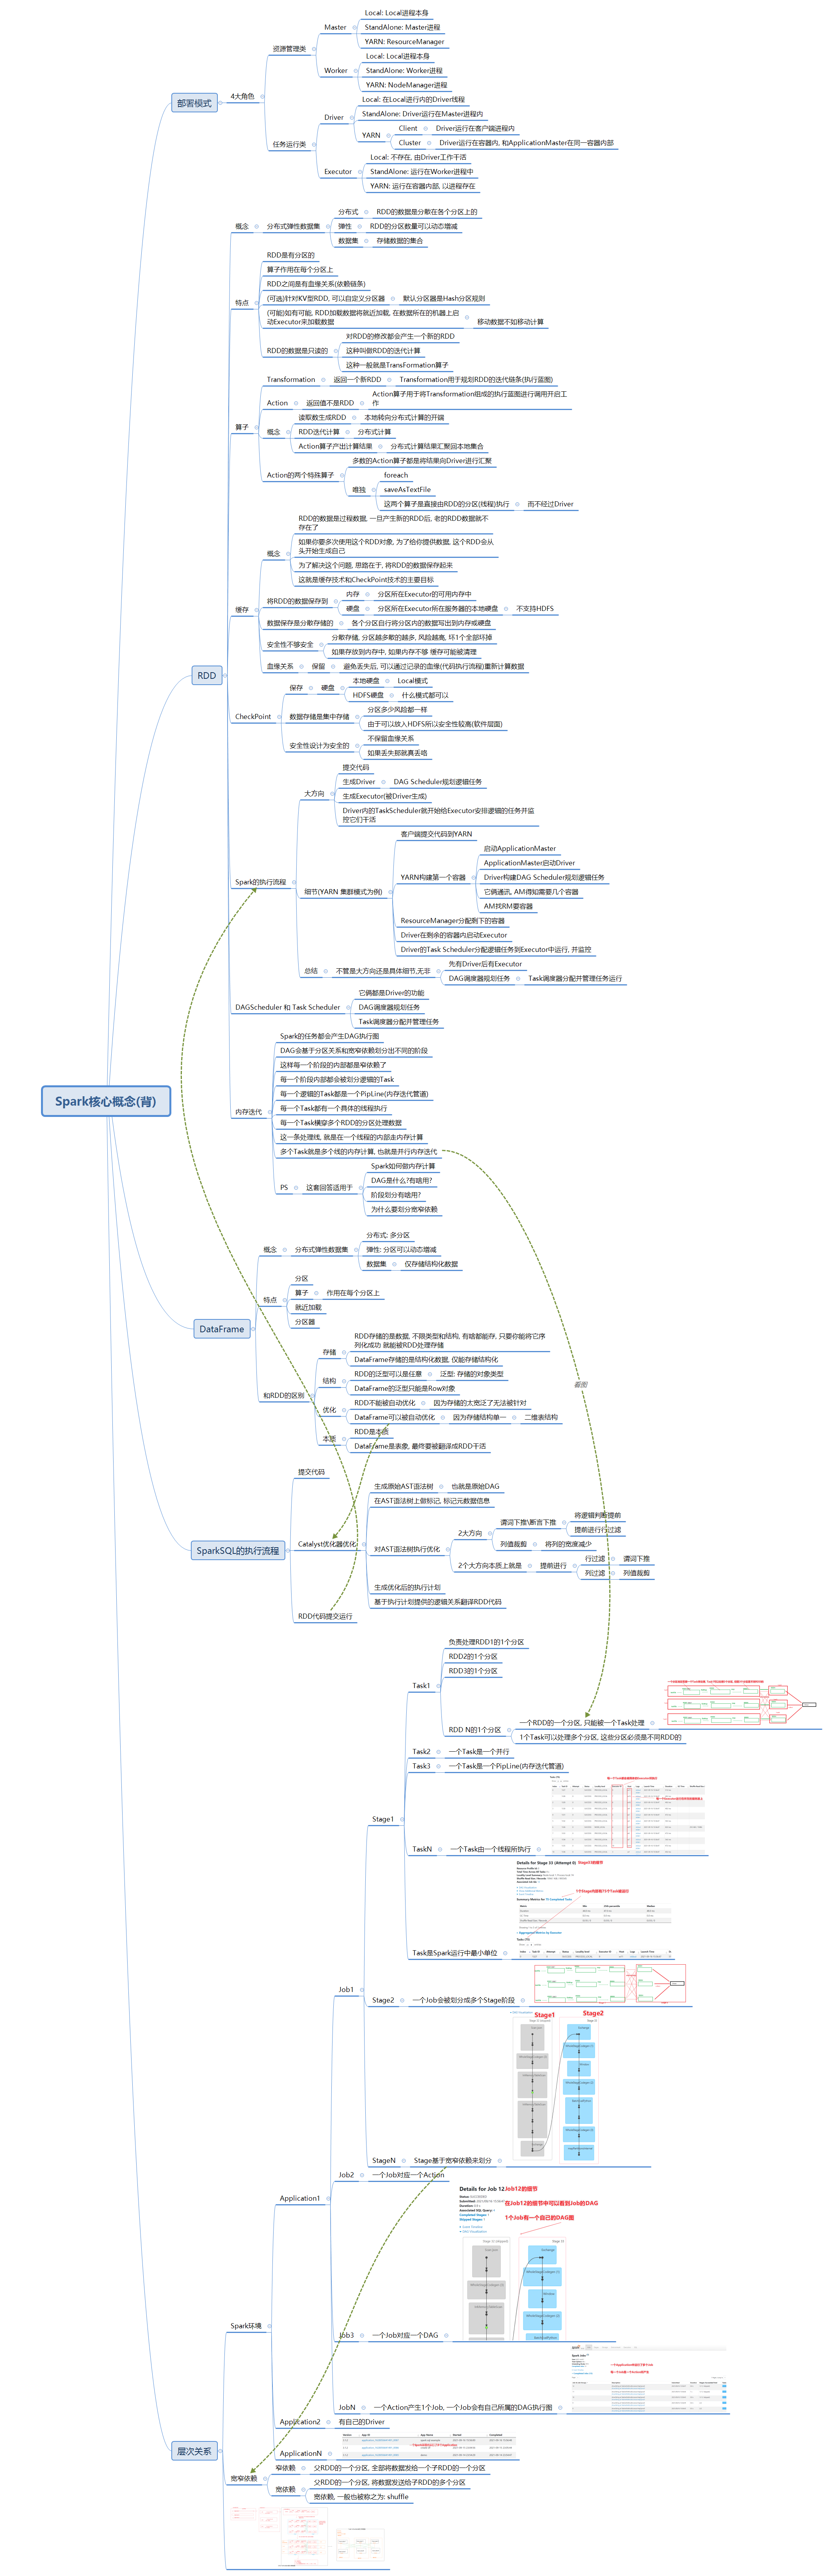 Spark核心概念(背)
部署模式
4大角色
资源管理类
Master
Local: Local进程本身
StandAlone: Master进程
YARN: ResourceManager
Worker
Local: Local进程本身
StandAlone: Worker进程
YARN: NodeManager进程
任务运行类
Driver
Local: 在Local进行内的Driver线程
StandAlone: Driver运行在Master进程内
YARN
Client
Driver运行在客户端进程内
Cluster
Driver运行在容器内, 和ApplicationMaster在同一容器内部
Executor
Local: 不存在, 由Driver工作干活
StandAlone: 运行在Worker进程中
YARN: 运行在容器内部, 以进程存在
RDD
概念
分布式弹性数据集
分布式
RDD的数据是分散在各个分区上的
弹性
RDD的分区数量可以动态增减
数据集
存储数据的集合
特点
RDD是有分区的
算子作用在每个分区上
RDD之间是有血缘关系(依赖链条)
(可选)针对KV型RDD, 可以自定义分区器
默认分区器是Hash分区规则
(可能)如有可能, RDD加载数据将就近加载, 在数据所在的机器上启
动Executor来加载数据
移动数据不如移动计算
RDD的数据是只读的
对RDD的修改都会产生一个新的RDD
这种叫做RDD的迭代计算
这种一般就是TransFormation算子
算子
Transformation
返回一个新RDD
Transformation用于规划RDD的迭代链条(执行蓝图)
Action
返回值不是RDD
Action算子用于将Transformation组成的执行蓝图进行调用开启工
作
概念
读取数生成RDD
本地转向分布式计算的开端
RDD迭代计算
分布式计算
Action算子产出计算结果
分布式计算结果汇聚回本地集合
Action的两个特殊算子
多数的Action算子都是将结果向Driver进行汇聚
唯独
foreach
saveAsTextFile
这两个算子是直接由RDD的分区(线程)执行
而不经过Driver
缓存
概念
RDD的数据是过程数据, 一旦产生新的RDD后, 老的RDD数据就不
存在了
如果你要多次使用这个RDD对象, 为了给你提供数据, 这个RDD会从
头开始生成自己
为了解决这个问题, 思路在于, 将RDD的数据保存起来
这就是缓存技术和CheckPoint技术的主要目标
将RDD的数据保存到
内存
分区所在Executor的可用内存中
硬盘
分区所在Executor所在服务器的本地硬盘
不支持HDFS
数据保存是分散存储的
各个分区自行将分区内的数据写出到内存或硬盘
安全性不够安全
分散存储, 分区越多散的越多, 风险越高, 坏1个全部坏掉
如果存放到内存中, 如果内存不够 缓存可能被清理
血缘关系
保留
避免丢失后, 可以通过记录的血缘(代码执行流程)重新计算数据
CheckPoint
保存
硬盘
本地硬盘
Local模式
HDFS硬盘
什么模式都可以
数据存储是集中存储
分区多少风险都一样
由于可以放入HDFS所以安全性较高(软件层面)
安全性设计为安全的
不保留血缘关系
如果丢失那就真丢咯
Spark的执行流程
大方向
提交代码
生成Driver
DAG Scheduler规划逻辑任务
生成Executor(被Driver生成)
Driver内的TaskScheduler就开始给Executor安排逻辑的任务并监
控它们干活
细节(YARN 集群模式为例)
客户端提交代码到YARN
YARN构建第一个容器
启动ApplicationMaster
ApplicationMaster启动Driver
Driver构建DAG Scheduler规划逻辑任务
它俩通讯, AM得知需要几个容器
AM找RM要容器
ResourceManager分配剩下的容器
Driver在剩余的容器内启动Executor
Driver的Task Scheduler分配逻辑任务到Executor中运行, 并监控
总结
不管是大方向还是具体细节,无非
先有Driver后有Executor
DAG调度器规划任务
Task调度器分配并管理任务运行
DAGScheduler 和 Task Scheduler
它俩都是Driver的功能
DAG调度器规划任务
Task调度器分配并管理任务
内存迭代
Spark的任务都会产生DAG执行图
DAG会基于分区关系和宽窄依赖划分出不同的阶段
这样每一个阶段的内部都是窄依赖了
每一个阶段内部都会被划分逻辑的Task
每一个逻辑的Task都是一个PipLine(内存迭代管道)
每一个Task都有一个具体的线程执行
每一个Task横穿多个RDD的分区处理数据
这一条处理线, 就是在一个线程的内部走内存计算
多个Task就是多个线的内存计算, 也就是并行内存迭代
PS
这套回答适用于
Spark如何做内存计算
DAG是什么?有啥用?
阶段划分有啥用?
为什么要划分宽窄依赖
DataFrame
概念
分布式弹性数据集
分布式: 多分区
弹性: 分区可以动态增减
数据集
仅存储结构化数据
特点
分区
算子
作用在每个分区上
就近加载
分区器
和RDD的区别
存储
RDD存储的是数据, 不限类型和结构, 有啥都能存, 只要你能将它序
列化成功 就能被RDD处理存储
DataFrame存储的是结构化数据, 仅能存储结构化
结构
RDD的泛型可以是任意
泛型: 存储的对象类型
DataFrame的泛型只能是Row对象
优化
RDD不能被自动优化
因为存储的太宽泛了无法被针对
DataFrame可以被自动优化
因为存储结构单一
二维表结构
本质
RDD是本质
DataFrame是表象, 最终要被翻译成RDD干活
看图
SparkSQL的执行流程
提交代码
Catalyst优化器优化
生成原始AST语法树
也就是原始DAG
在AST语法树上做标记, 标记元数据信息
对AST语法树执行优化
2大方向
谓词下推\断言下推
将逻辑判断提前
提前进行行过滤
列值裁剪
将列的宽度减少
2个大方向本质上就是
提前进行
行过滤
谓词下推
列过滤
列值裁剪
生成优化后的执行计划
基于执行计划提供的逻辑关系翻译RDD代码
RDD代码提交运行
层次关系
Spark环境
Application1
Job1
Stage1
Task1
负责处理RDD1的1个分区
RDD2的1个分区
RDD3的1个分区
RDD N的1个分区
一个RDD的一个分区, 只能被一个Task处理
1个Task可以处理多个分区, 这些分区必须是不同RDD的
Task2
一个Task是一个并行
Task3
一个Task是一个PipLine(内存迭代管道)
TaskN
一个Task由一个线程所执行
Task是Spark运行中最小单位
Details for Stage 33 (Attempt 0)
Stage2
一个Job会被划分成多个Stage阶段
Stage1
Stage2
StageN
Stage基于宽窄依赖来划分
Job2
一个Job对应一个Action
Details for Job 12
Job12的细节
在Job12的细节中可以看到Job的DAG
1个Job有一个自己的DAG图
Job3
一个Job对应一个DAG
JobN
一个Action产生1个Job, 一个Job会有自己所属的DAG执行图
Application2
有自己的Driver
ApplicationN
宽窄依赖
窄依赖
父RDD的一个分区, 全部将数据发给一个子RDD的一个分区
宽依赖
父RDD的一个分区, 将数据发送给子RDD的多个分区
宽依赖, 一般也被称之为: shuffle